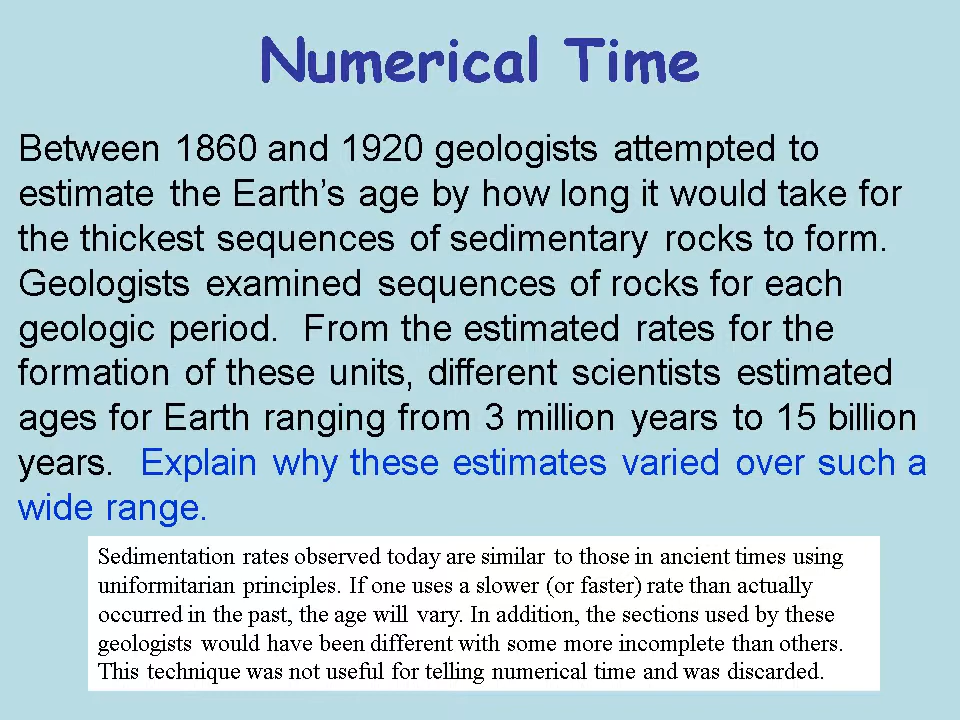 Numerical Time
Between 1860 and 1920 geologists attempted to
estimate the Earth's age by how long it would take for
the thickest sequences of sedimentary rocks to form.
Geologists examined sequences of rocks for each
geologic period.  From the estimated rates for the
formation of these units, different scientists estimated
ages for Earth ranging from 3 million years to 15 billion
years.  Explain why these estimates varied over such a
wide range.
Sedimentation rates observed today are similar to those in ancient times using
uniformitarian principles. If one uses a slower (or faster) rate than actually
occurred in the past, the age will vary. In addition, the sections used by these
geologists would have been different with some more incomplete than others.
This technique was not useful for telling numerical time and was discarded.